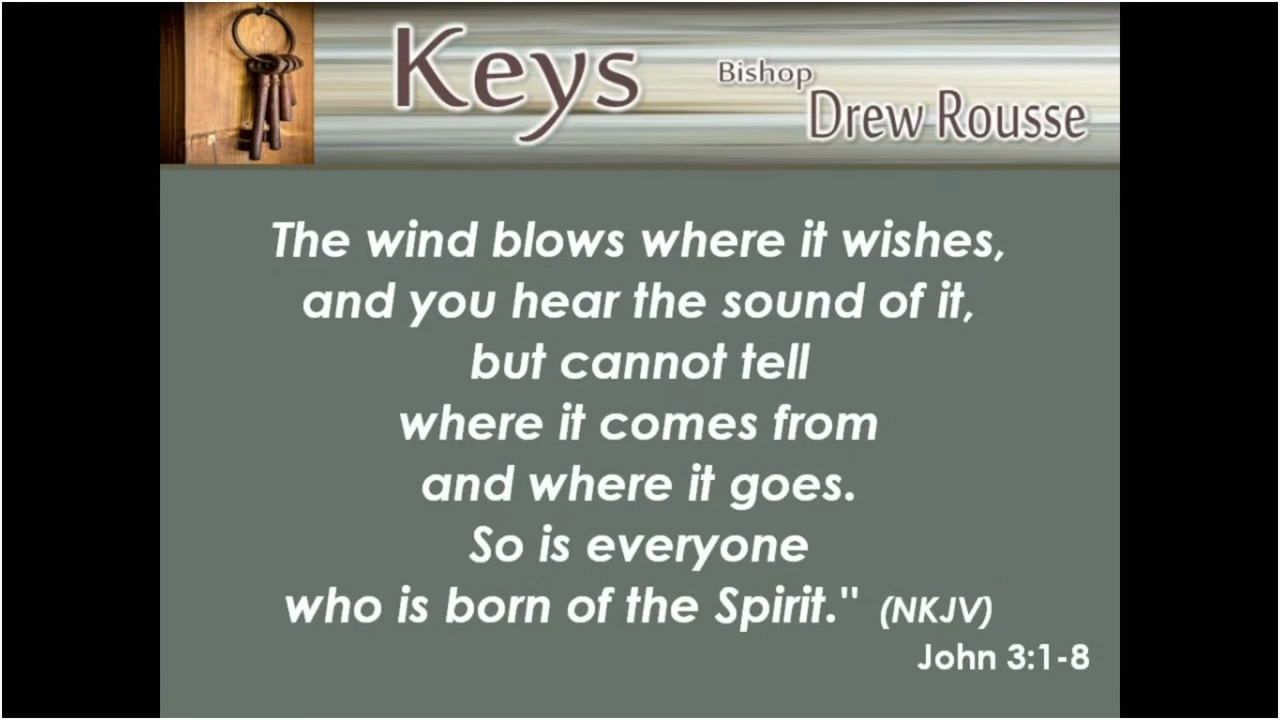 Keys
Bishop
Drew Rousse
The wind blows where it wishes,
and you hear the sound of it,
but cannot tell
where it comes from
and where it goes.
So is everyone
who is born of the Spirit." (NKJV)
John 3:1-8